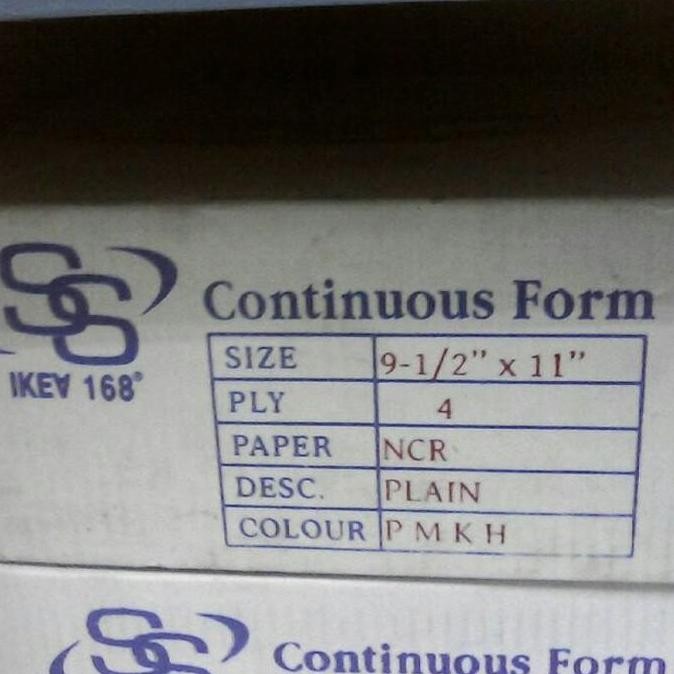 SS
Continuous Form
IKE∀ 168°
SIZE 9-1/2" x 11"
PLY 4
PAPER NCR
DESC. PLAIN
COLOUR P M K H
SS
Continuous Form